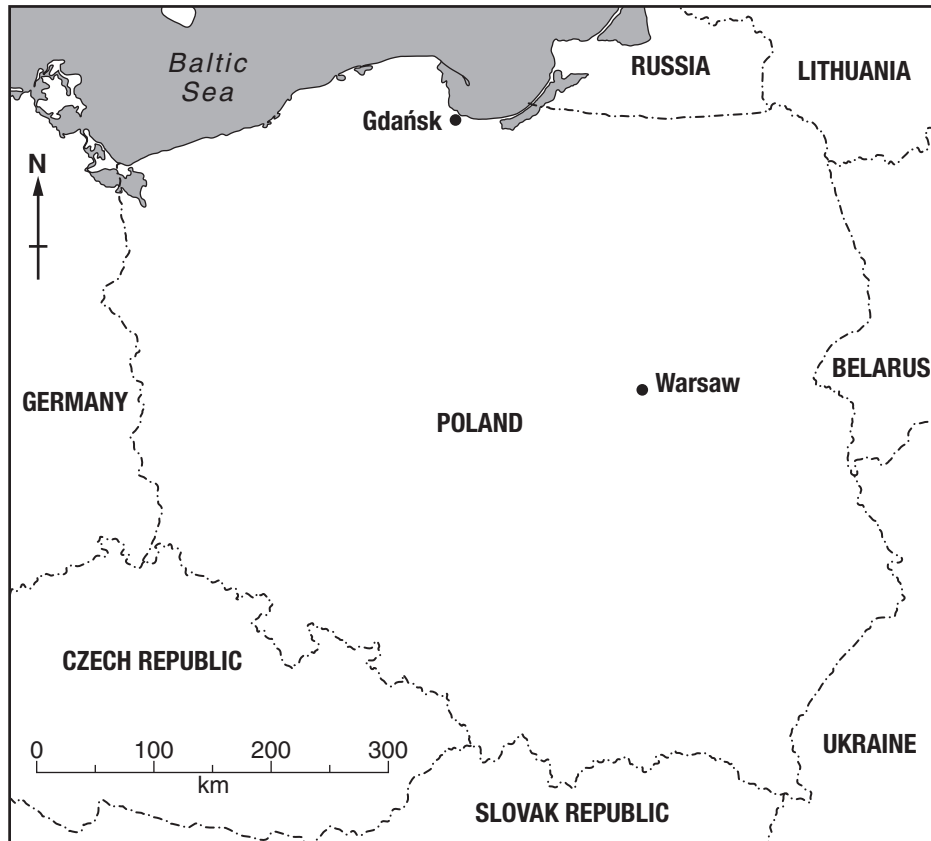 Baltic
Sea
RUSSIA
LITHUANIA
Gdańsk
N
BELARUS
Warsaw
GERMANY
POLAND
CZECH REPUBLIC
0 100 200 300
km
UKRAINE
SLOVAK REPUBLIC